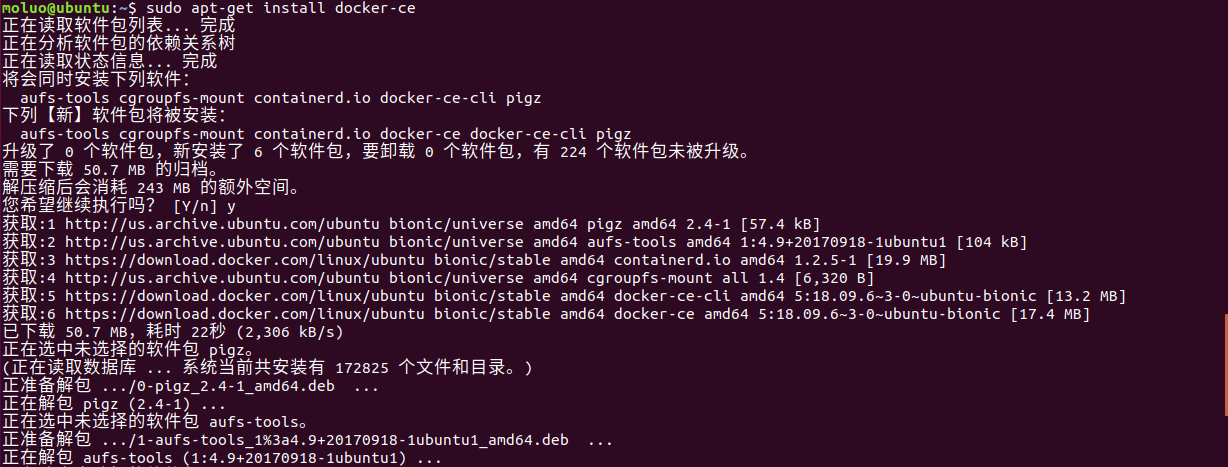 moluo@ubuntu:~$ sudo apt-get install docker-ce
正在读取软件包列表... 完成
正在分析软件包的依赖关系树
正在读取状态信息... 完成
将会同时安装下列软件：
  aufs-tools cgroupfs-mount containerd.io docker-ce-cli pigz
下列【新】软件包将被安装：
  aufs-tools cgroupfs-mount containerd.io docker-ce docker-ce-cli pigz
升级了 0 个软件包，新安装了 6 个软件包，要卸载 0 个软件包，有 224 个软件包未被升级。
需要下载 50.7 MB 的归档。
解压缩后会消耗 243 MB 的额外空间。
您希望继续执行吗？ [Y/n] y
获取:1 http://us.archive.ubuntu.com/ubuntu bionic/universe amd64 pigz amd64 2.4-1 [57.4 kB]
获取:2 http://us.archive.ubuntu.com/ubuntu bionic/universe amd64 aufs-tools amd64 1:4.9+20170918-1ubuntu1 [104 kB]
获取:3 https://download.docker.com/linux/ubuntu bionic/stable amd64 containerd.io amd64 1.2.5-1 [19.9 MB]
获取:4 http://us.archive.ubuntu.com/ubuntu bionic/universe amd64 cgroupfs-mount all 1.4 [6,320 B]
获取:5 https://download.docker.com/linux/ubuntu bionic/stable amd64 docker-ce-cli amd64 5:18.09.6~3-0~ubuntu-bionic [13.2 MB]
获取:6 https://download.docker.com/linux/ubuntu bionic/stable amd64 docker-ce amd64 5:18.09.6~3-0~ubuntu-bionic [17.4 MB]
已下载 50.7 MB，耗时 22秒 (2,306 kB/s)
正在选中未选择的软件包 pigz。
(正在读取数据库 ... 系统当前共安装有 172825 个文件和目录。)
正准备解包 .../0-pigz_2.4-1_amd64.deb  ...
正在解包 pigz (2.4-1) ...
正在选中未选择的软件包 aufs-tools。
正准备解包 .../1-aufs-tools_1%3a4.9+20170918-1ubuntu1_amd64.deb  ...
正在解包 aufs-tools (1:4.9+20170918-1ubuntu1) ...